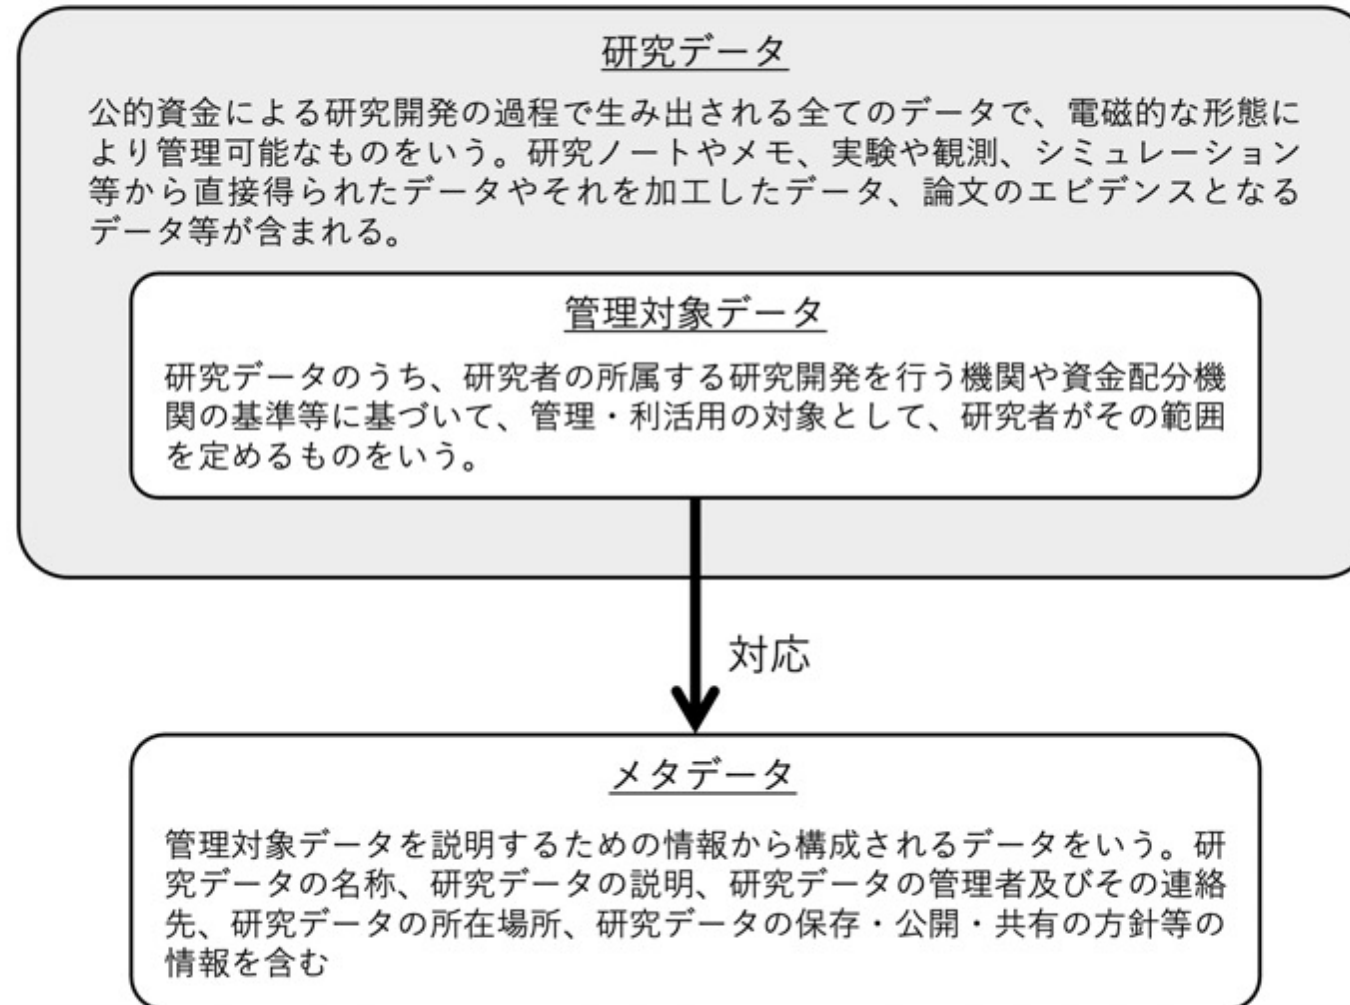 研究データ
公的資金による研究開発の過程で生み出される全てのデータで、電磁的な形態に
より管理可能なものをいう。研究ノートやメモ、実験や観測、シミュレーション
等から直接得られたデータやそれを加工したデータ、論文のエビデンスとなる
データ等が含まれる。
管理対象データ
研究データのうち、研究者の所属する研究開発を行う機関や資金配分機
関の基準等に基づいて、管理・利活用の対象として、研究者がその範囲
を定めるものをいう。
対応
メタデータ
管理対象データを説明するための情報から構成されるデータをいう。研
究データの名称、研究データの説明、研究データの管理者及びその連絡
先、研究データの所在場所、研究データの保存・公開・共有の方針等の
情報を含む